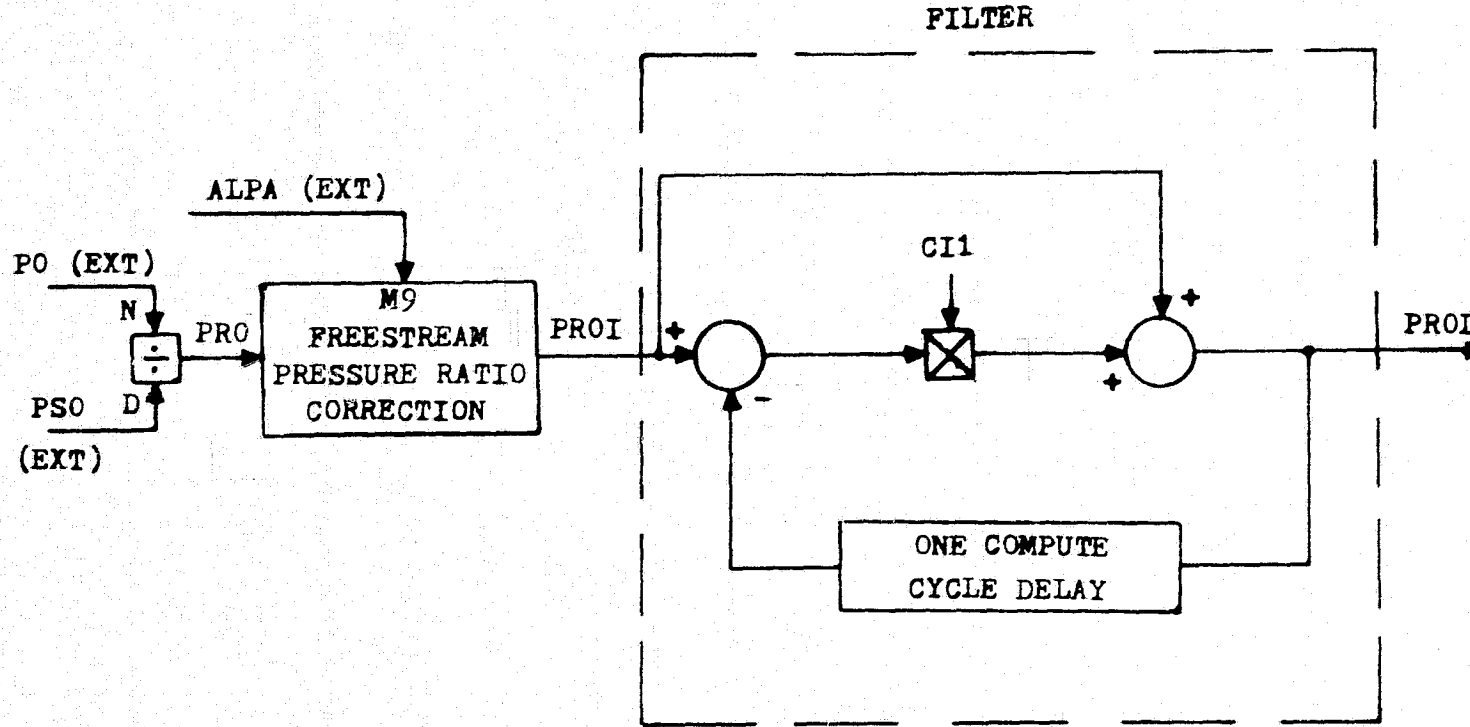 FILTER
ALPA (EXT)
PO (EXT)
CI1
N
M9
+
+
PRO
FREESTREAM
PROI
PROI
÷
PRESSURE RATIO
+
PSO
D
CORRECTION
-
(EXT)
ONE COMPUTE
CYCLE DELAY